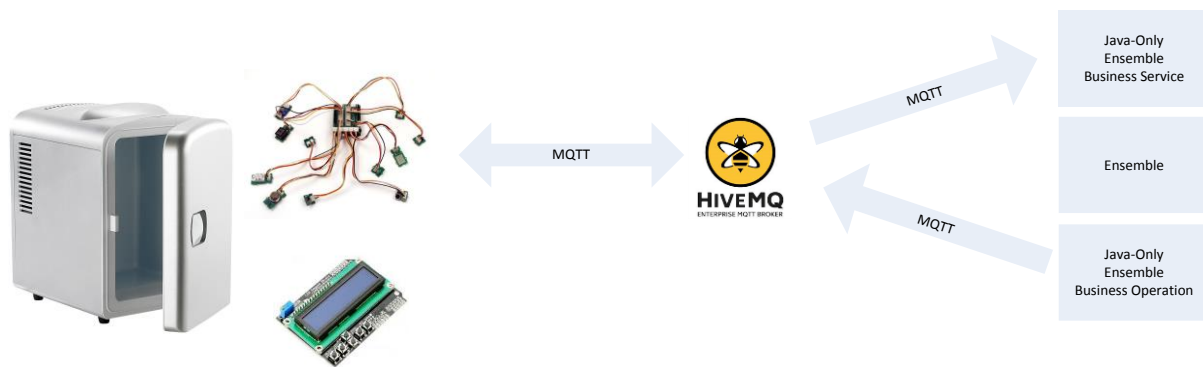 MQTT
HIVEMQ
ENTERPRISE MQTT BROKER
MQTT
MQTT
Java-Only
Ensemble
Business Service
Ensemble
Java-Only
Ensemble
Business Operation